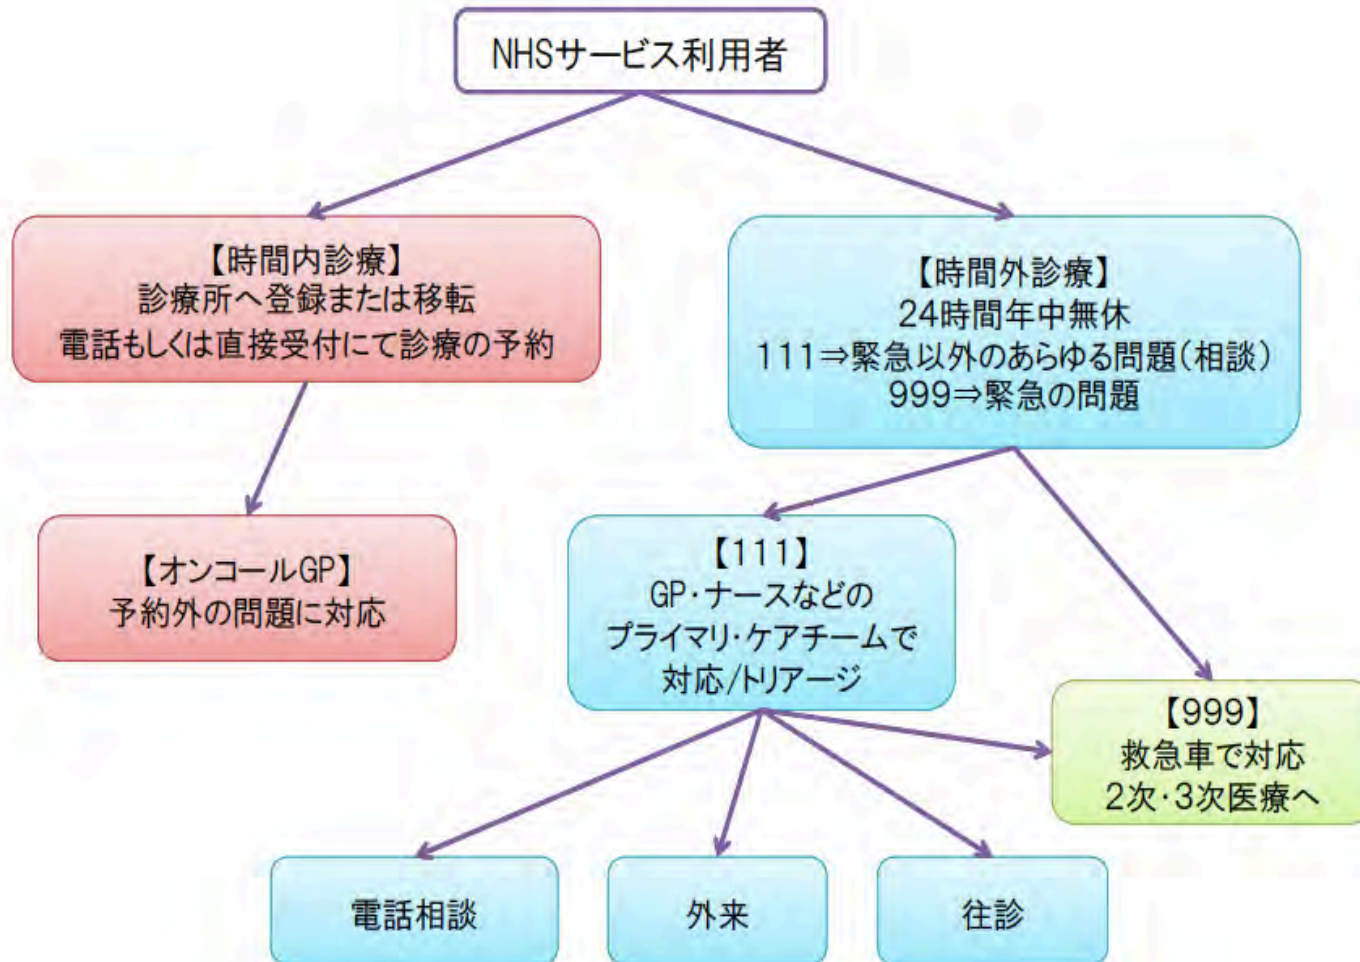 NHSサービス利用者
【時間内診療】
診療所へ登録または移転
電話もしくは直接受付にて診療の予約
【時間外診療】
24時間年中無休
111⇒緊急以外のあらゆる問題(相談)
999⇒緊急の問題
【オンコールGP】
予約外の問題に対応
【111】
GP・ナースなどの
プライマリ・ケアチームで
対応/トリアージ
【999】
救急車で対応
2次・3次医療へ
電話相談
外来
往診